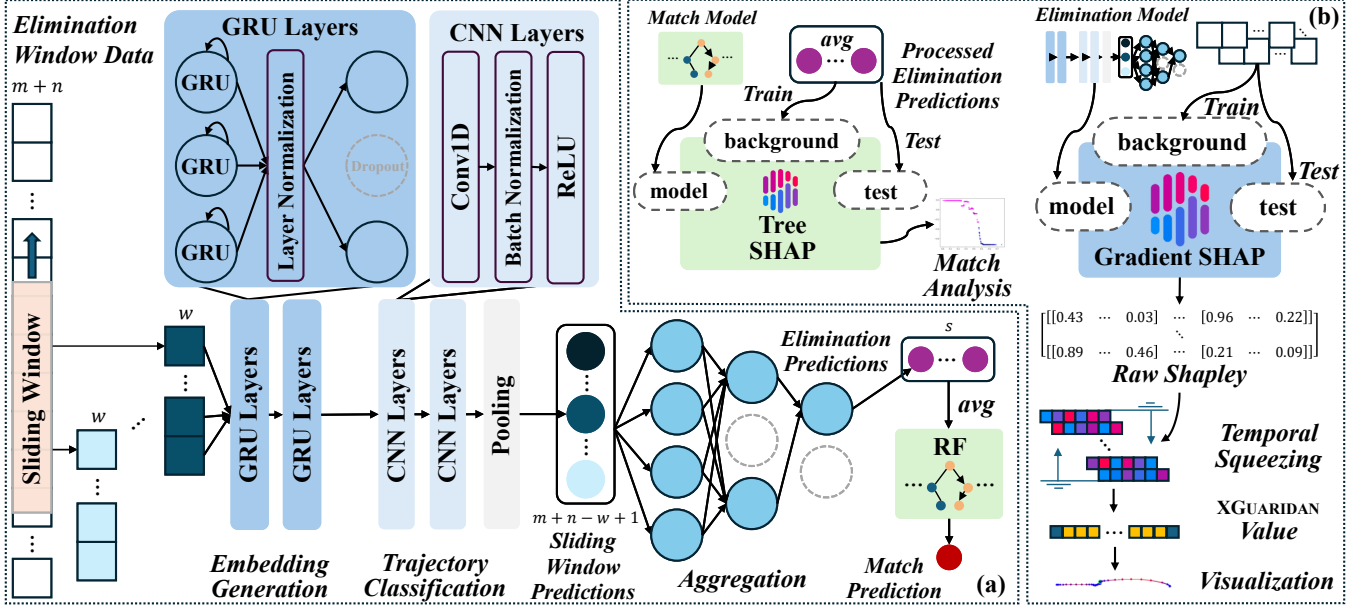 Elimination
Window Data
m + n
Sliding Window
w
w
GRU Layers
GRU
GRU
GRU
Layer Normalization
Dropout
CNN Layers
Conv1D
Batch Normalization
ReLU
GRU Layers
GRU Layers
CNN Layers
CNN Layers
Pooling
Embedding
Generation
Trajectory
Classification
m + n − w + 1
Sliding
Window
Predictions
Aggregation
Elimination
Predictions
s
avg
RF
Match
Prediction
(a)
Match Model
avg
Processed
Elimination
Predictions
Train
Test
background
model
test
Tree
SHAP
Match
Analysis
Elimination Model
(b)
Train
Test
background
model
test
Gradient SHAP
[[0.43 ⋯ 0.03] ⋯ [0.96 ⋯ 0.22]]
⋱
[[0.89 ⋯ 0.46] ⋯ [0.21 ⋯ 0.09]]
Raw Shapley
Temporal
Squeezing
XGUARIDAN
Value
Visualization